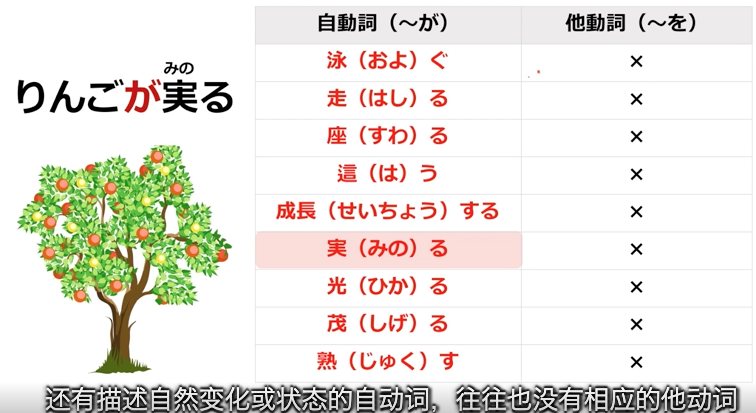 みの
りんごが実る
自動詞（～が） 他動詞（～を）
泳（およ）ぐ ×
走（はし）る ×
座（すわ）る ×
這（は）う ×
成長（せいちょう）する ×
実（みの）る ×
光（ひか）る ×
茂（しげ）る ×
熟（じゅく）す ×
还有描述自然变化或状态的自动词，往往也没有相应的他动词